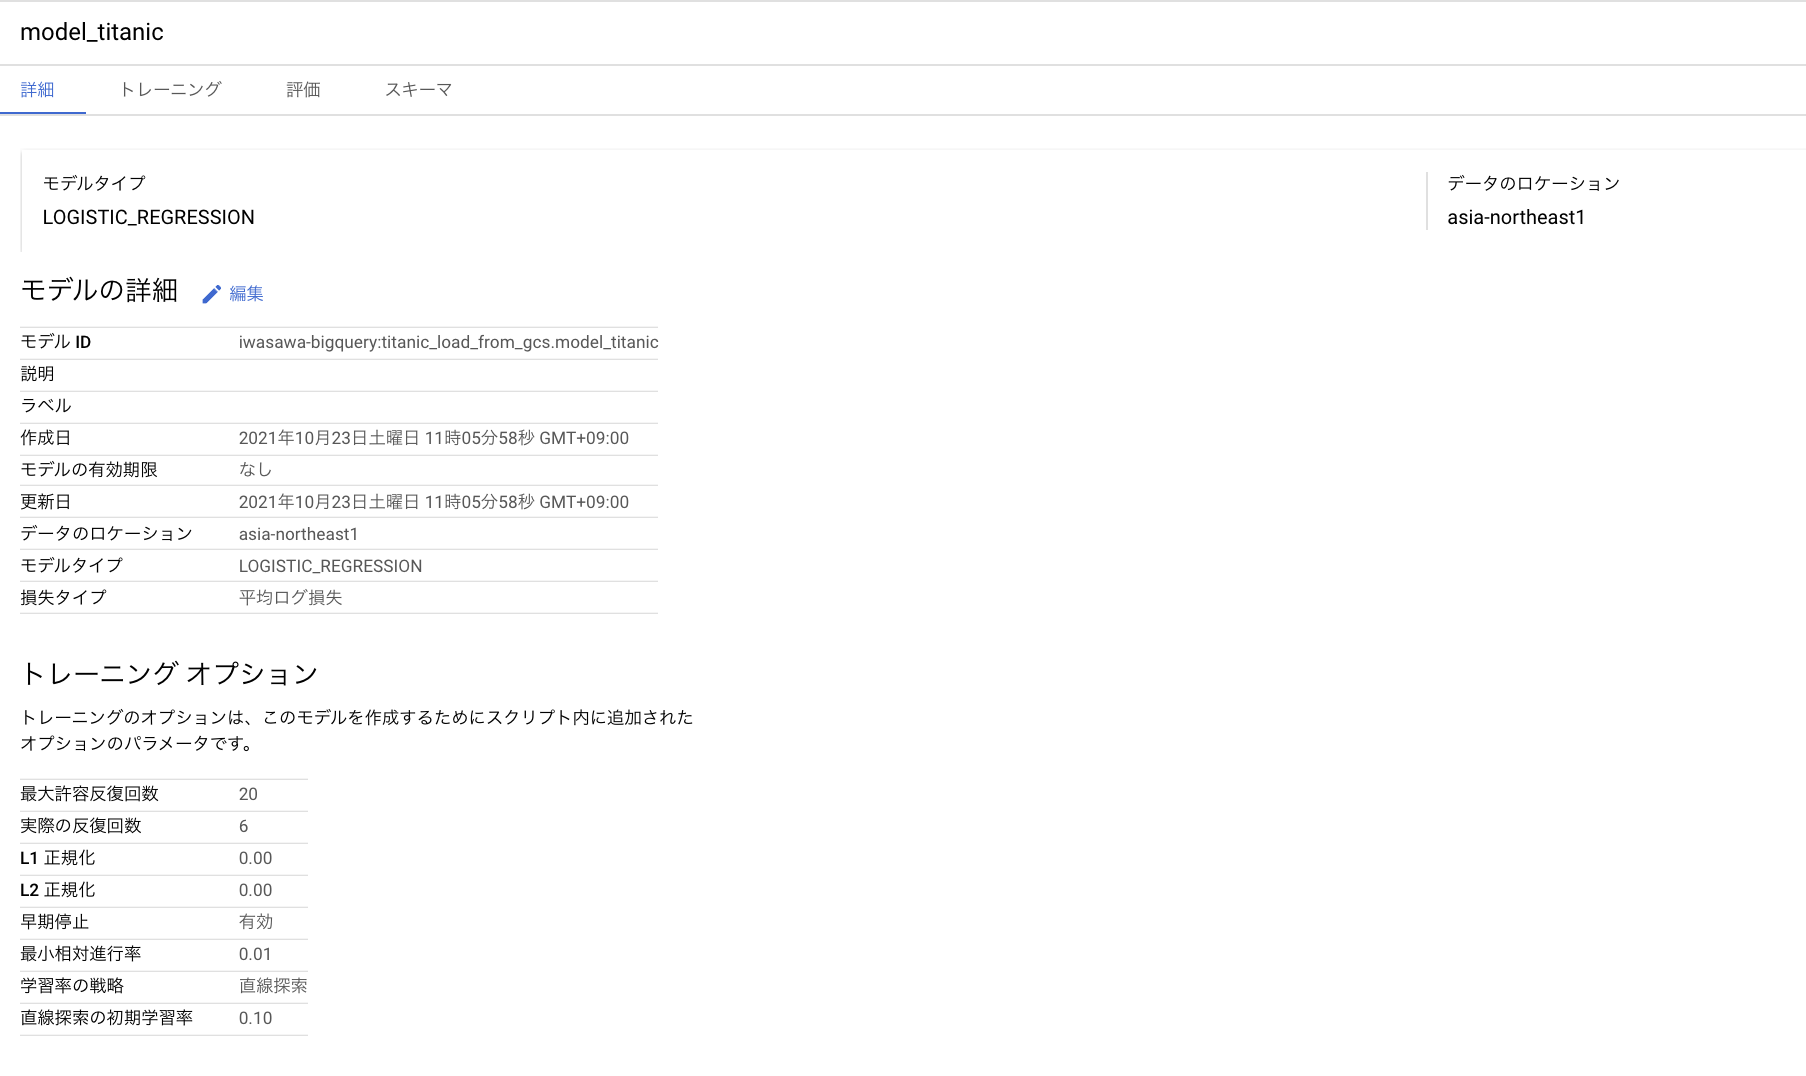 model_titanic
詳細 トレーニング 評価 スキーマ
モデルタイプ データのロケーション
LOGISTIC_REGRESSION asia-northeast1
モデルの詳細 編集
モデル ID iwasawa-bigquery:titanic_load_from_gcs.model_titanic
説明
ラベル
作成日 2021年10月23日土曜日 11時05分58秒 GMT+09:00
モデルの有効期限 なし
更新日 2021年10月23日土曜日 11時05分58秒 GMT+09:00
データのロケーション asia-northeast1
モデルタイプ LOGISTIC_REGRESSION
損失タイプ 平均ログ損失
トレーニング オプション
トレーニングのオプションは、このモデルを作成するためにスクリプト内に追加された
オプションのパラメータです。
最大許容反復回数 20
実際の反復回数 6
L1 正規化 0.00
L2 正規化 0.00
早期停止 有効
最小相対進行率 0.01
学習率の戦略 直線探索
直線探索の初期学習率 0.10